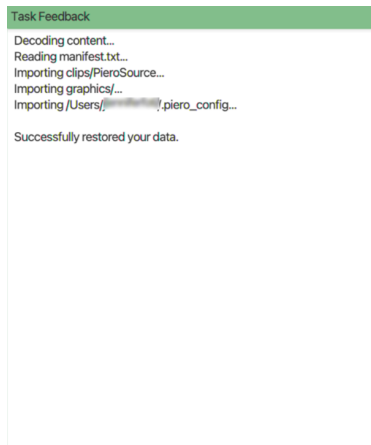 Task Feedback
Decoding content...
Reading manifest.txt...
Importing clips/PieroSource...
Importing graphics/...
Importing /Users/ /.piero_config...
Successfully restored your data.